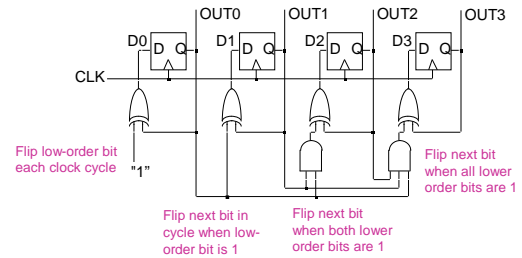 OUT0 OUT1 OUT2 OUT3
D0 D Q D1 D Q D2 D Q D3 D Q
CLK
Flip low-order bit
each clock cycle
"1"
Flip next bit
when all lower
order bits are 1
Flip next bit in
cycle when low-
order bit is 1
Flip next bit
when both lower
order bits are 1